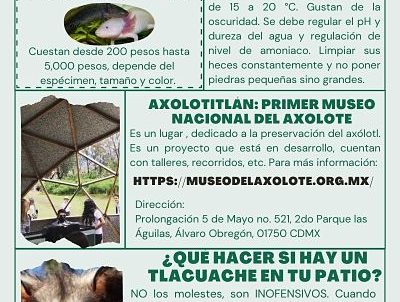 Cuestan desde 200 pesos hasta
5,000 pesos, depende del
espécimen, tamaño y color.
de 15 a 20 °C. Gustan de la
oscuridad. Se debe regular el pH y
dureza del agua y regulación de
nivel de amoniaco. Limpiar sus
heces constantemente y no poner
piedras pequeñas sino grandes.
AXOLOTITLÁN: PRIMER MUSEO
NACIONAL DEL AXOLOTE
Es un lugar , dedicado a la preservación del axólotl.
Es un proyecto que está en desarrollo, cuentan
con talleres, recorridos, etc. Para más información:
HTTPS://MUSEODELAXOLOTE.ORG.MX/
Dirección:
Prolongación 5 de Mayo no. 521, 2do Parque las
Águilas, Álvaro Obregón, 01750 CDMX
¿QUÉ HACER SI HAY UN
TLACUACHE EN TU PATIO?
NO los molestes, son INOFENSIVOS. Cuando